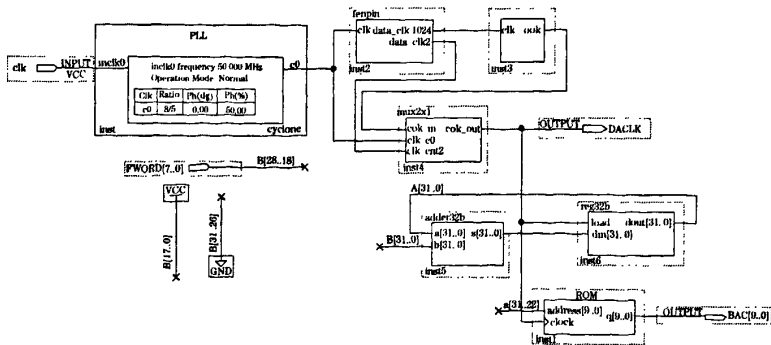 PLL
clk
INPUT
VCC
inclk0
inclk0 frequency 50.000 MHz
Operation Mode Normal
Clk Ratio Ph(dg) Ph(%)
c0 8/5 0.00 50.00
c0
inst
cyclone
fenpin
clk data_clk 1024
data clk2
inst2
clk ook
inst3
mux2x1
cok in cok_out
clk c0
clk cnt2
inst4
OUTPUT
DACLK
FWORD[7..0]
B[28..18]
VCC
B[17..0]
B[31..26]
GND
A[31..0]
adder32b
a[31..0] s[31..0]
b[31..0]
B[31..0]
inst5
reg32b
load dout[31..0]
din[31..0]
inst6
ROM
a[31..22]
address[9..0]
q[9..0]
clock
inst1
OUTPUT
BAC[9..0]